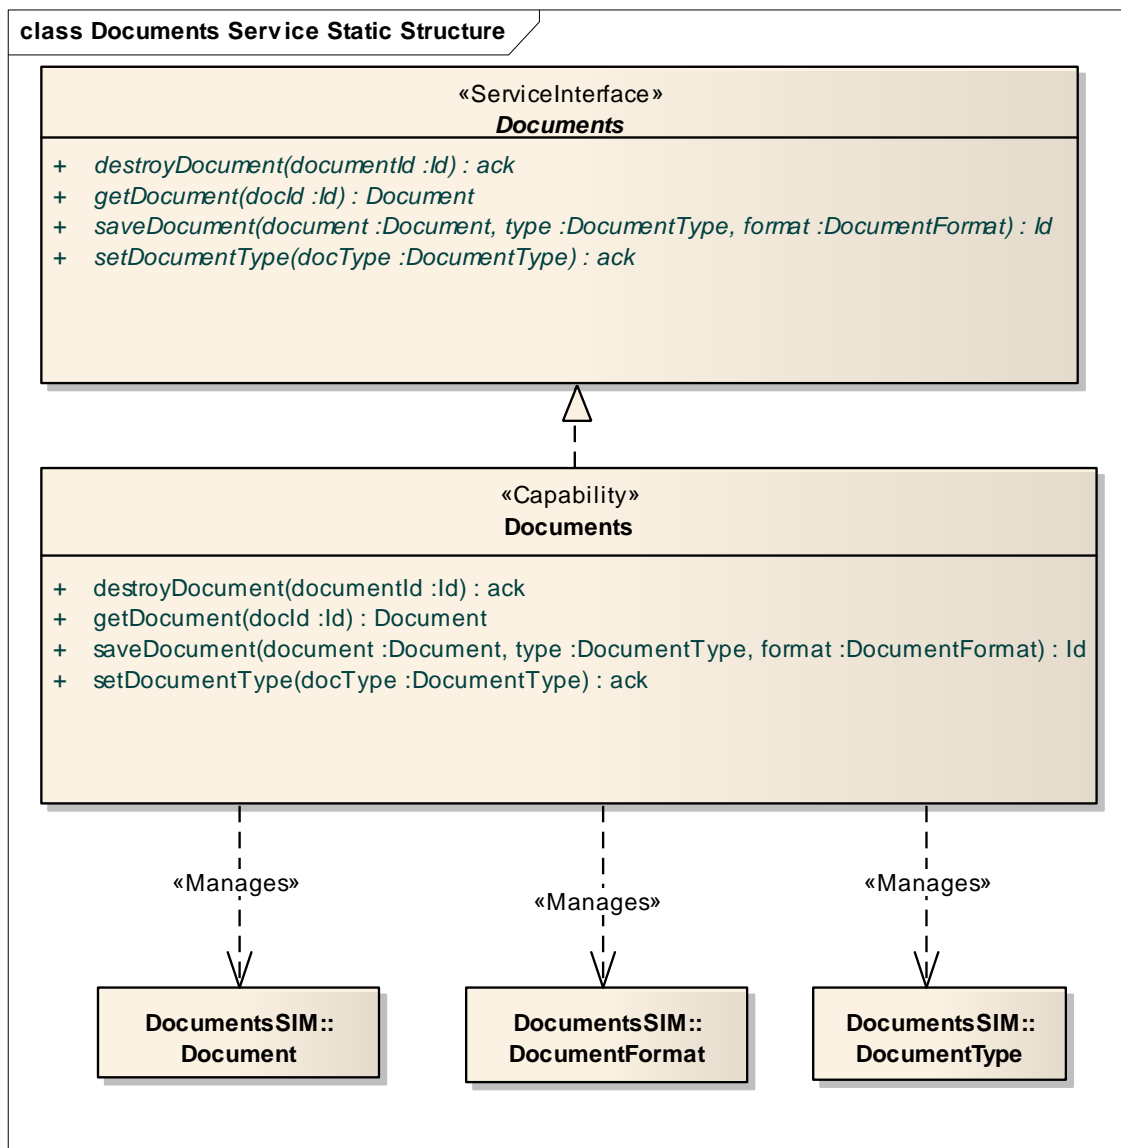 class Documents Service Static Structure
«ServiceInterface»
Documents
+ destroyDocument(documentId :Id) : ack
+ getDocument(docId :Id) : Document
+ saveDocument(document :Document, type :DocumentType, format :DocumentFormat) : Id
+ setDocumentType(docType :DocumentType) : ack
«Capability»
Documents
+ destroyDocument(documentId :Id) : ack
+ getDocument(docId :Id) : Document
+ saveDocument(document :Document, type :DocumentType, format :DocumentFormat) : Id
+ setDocumentType(docType :DocumentType) : ack
«Manages»
«Manages»
«Manages»
DocumentsSIM::
Document
DocumentsSIM::
DocumentFormat
DocumentsSIM::
DocumentType